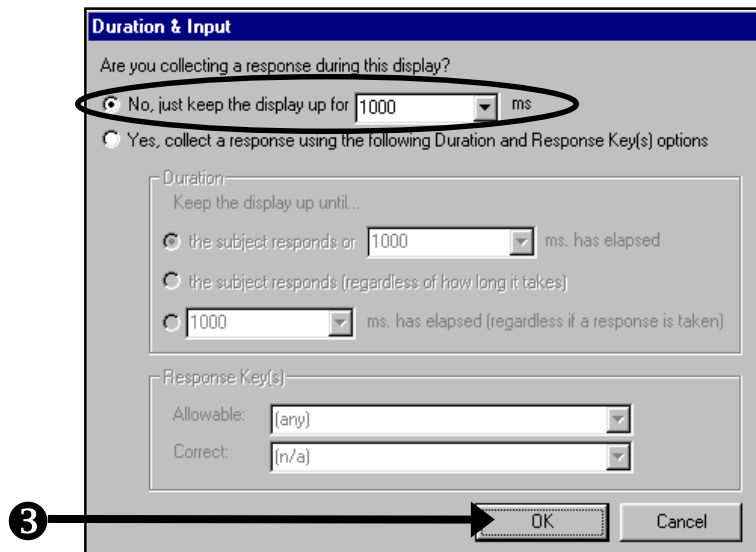 Duration & Input
Are you collecting a response during this display?
No, just keep the display up for 1000 ms
Yes, collect a response using the following Duration and Response Key(s) options
Duration
Keep the display up until...
the subject responds or 1000 ms. has elapsed
the subject responds (regardless of how long it takes)
1000 ms. has elapsed (regardless if a response is taken)
Response Key(s)
Allowable: (any)
Correct: (n/a)
3 OK Cancel